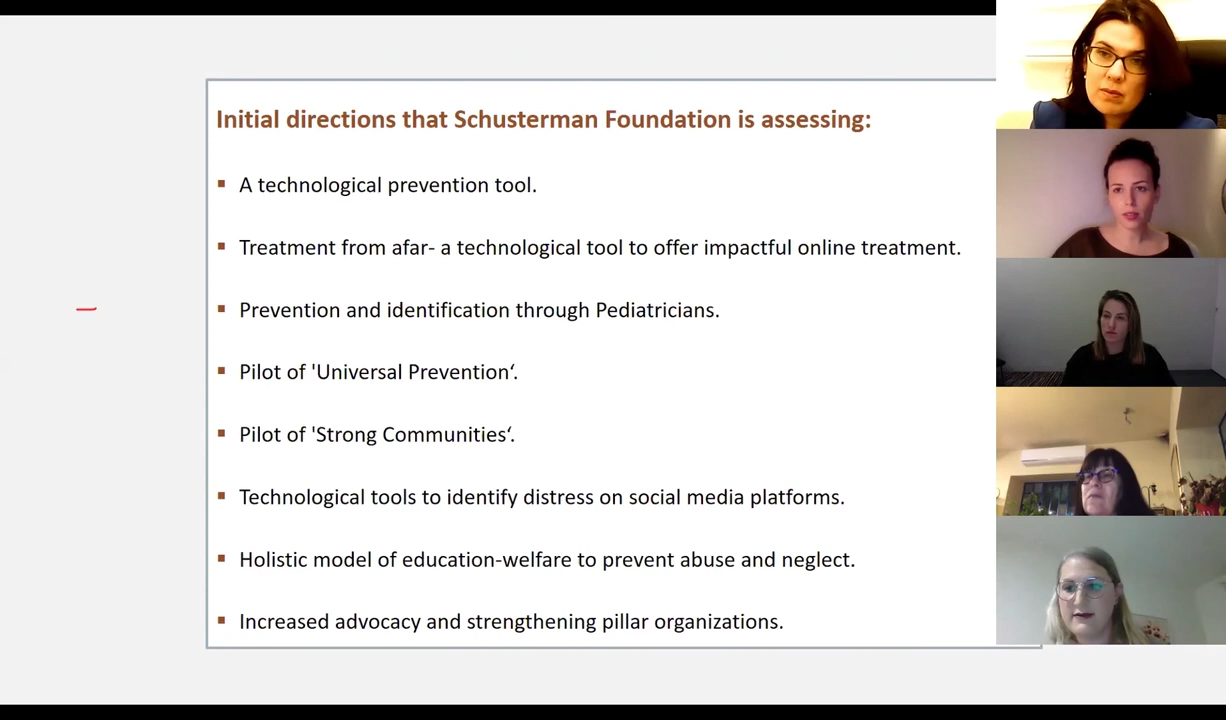 Initial directions that Schusterman Foundation is assessing:
▪ A technological prevention tool.
▪ Treatment from afar- a technological tool to offer impactful online treatment.
▪ Prevention and identification through Pediatricians.
▪ Pilot of 'Universal Prevention‘.
▪ Pilot of 'Strong Communities‘.
▪ Technological tools to identify distress on social media platforms.
▪ Holistic model of education-welfare to prevent abuse and neglect.
▪ Increased advocacy and strengthening pillar organizations.